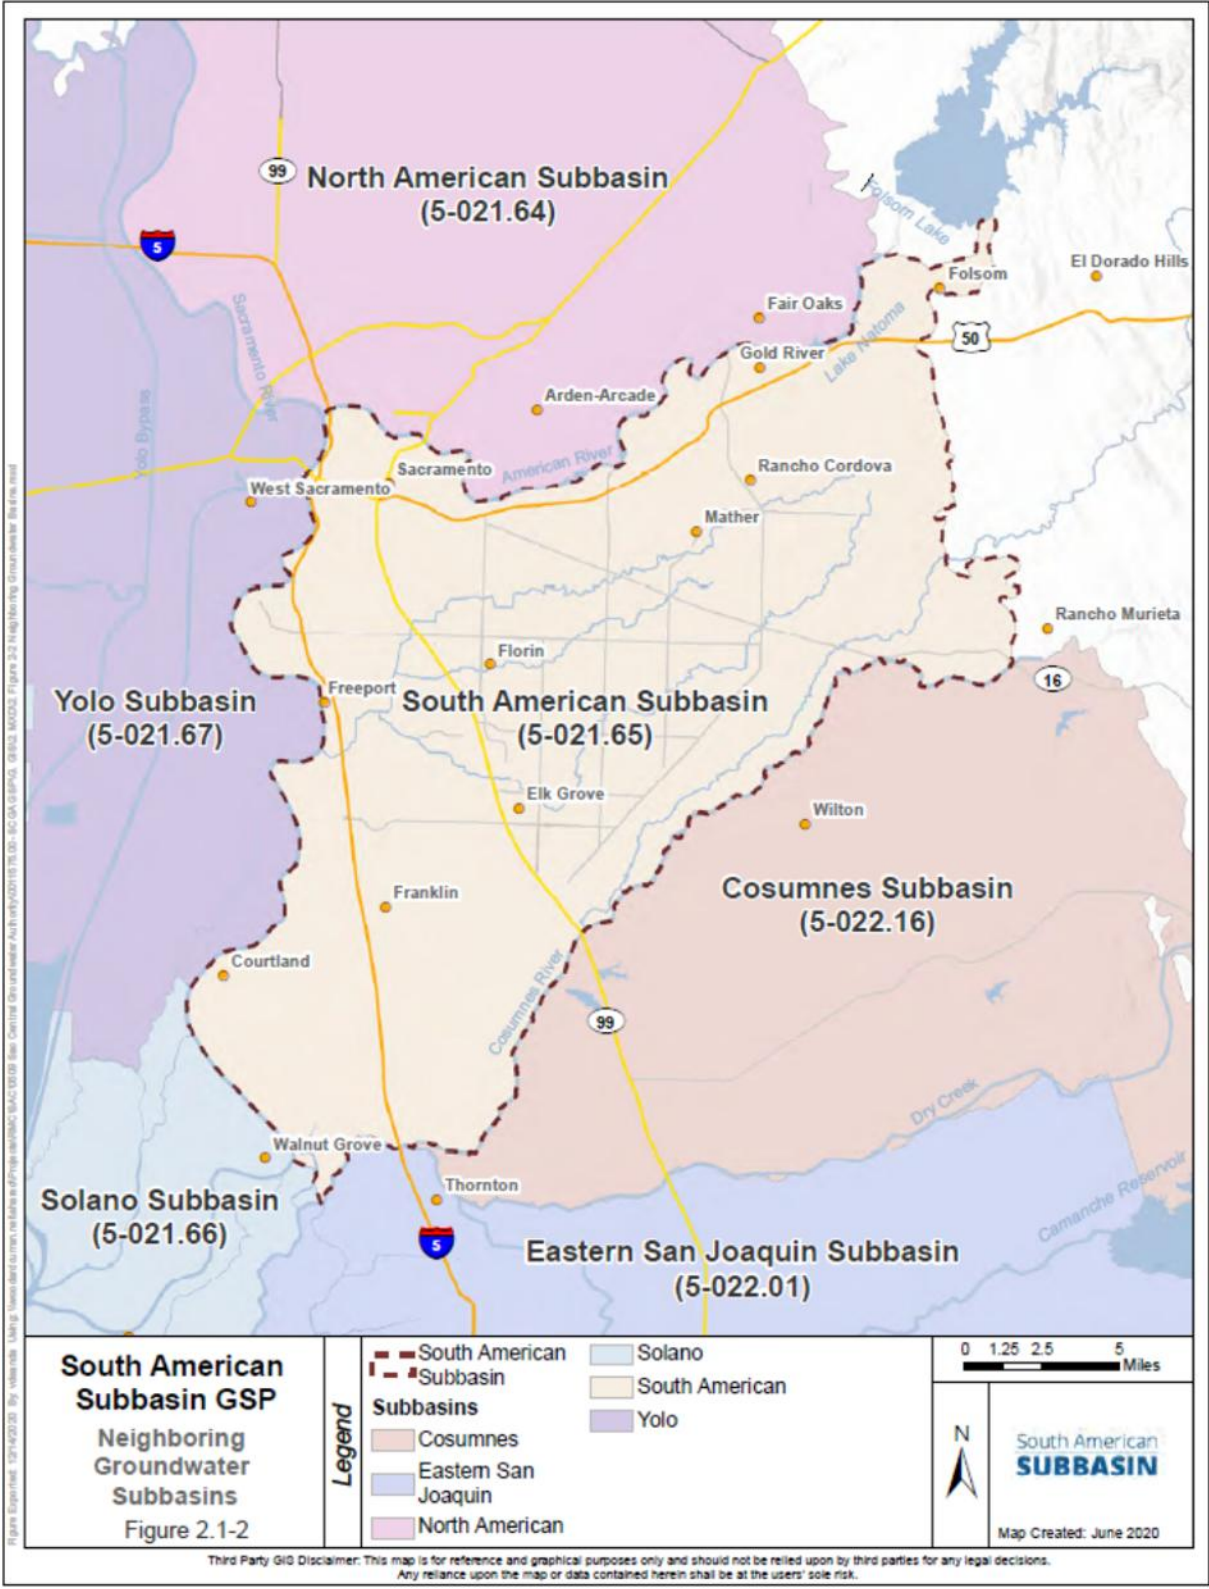 99
North American Subbasin
(5-021.64)
5
Folsom Lake
Folsom
El Dorado Hills
Sacramento River
Fair Oaks
50
Gold River
Lake Natoma
Arden-Arcade
Yolo Bypass
Sacramento
American River
Rancho Cordova
West Sacramento
Mather
Rancho Murieta
Florin
16
Freeport
Yolo Subbasin
(5-021.67)
South American Subbasin
(5-021.65)
Elk Grove
Wilton
Franklin
Cosumnes Subbasin
(5-022.16)
Courtland
Cosumnes River
99
Dry Creek
Walnut Grove
Thornton
Camanche Reservoir
Solano Subbasin
(5-021.66)
5
Eastern San Joaquin Subbasin
(5-022.01)
South American
Subbasin GSP
Neighboring
Groundwater
Subbasins
Figure 2.1-2
Legend
South American
Subbasin
Subbasins
Cosumnes
Eastern San
Joaquin
North American
Solano
South American
Yolo
0 1.25 2.5 5
Miles
N
South American
SUBBASIN
Map Created: June 2020
Third Party GIS Disclaimer: This map is for reference and graphical purposes only and should not be relied upon by third parties for any legal decisions.
Any reliance upon the map or data contained herein shall be at the users' sole risk.